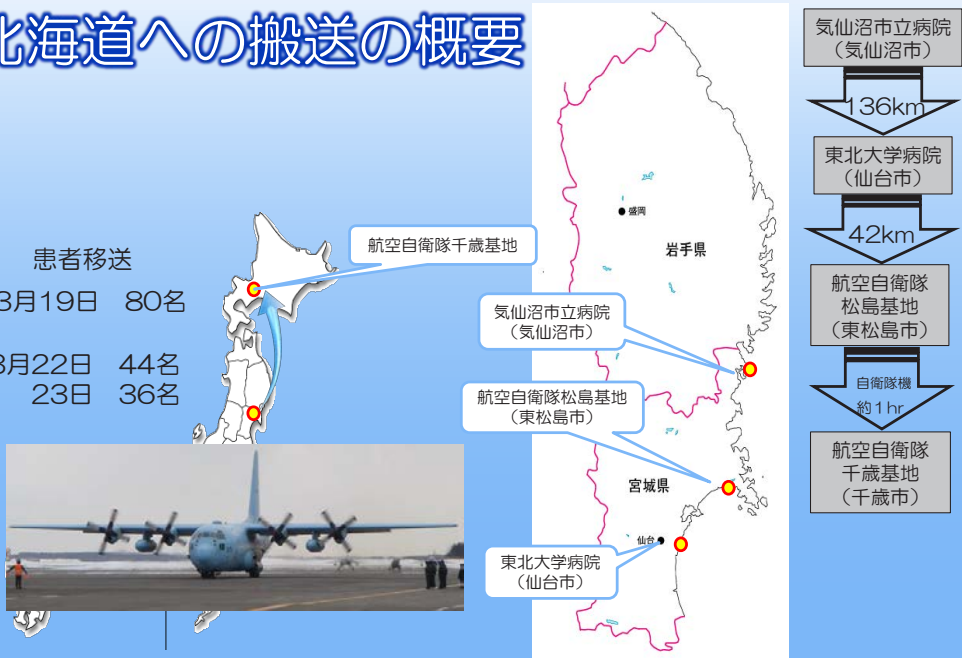 北海道への搬送の概要
患者移送
3月19日 80名
3月22日 44名
23日 36名
航空自衛隊千歳基地
盛岡
岩手県
気仙沼市立病院
（気仙沼市）
航空自衛隊松島基地
（東松島市）
宮城県
仙台
東北大学病院
（仙台市）
気仙沼市立病院
（気仙沼市）
136km
東北大学病院
（仙台市）
42km
航空自衛隊
松島基地
（東松島市）
自衛隊機
約1hr
航空自衛隊
千歳基地
（千歳市）